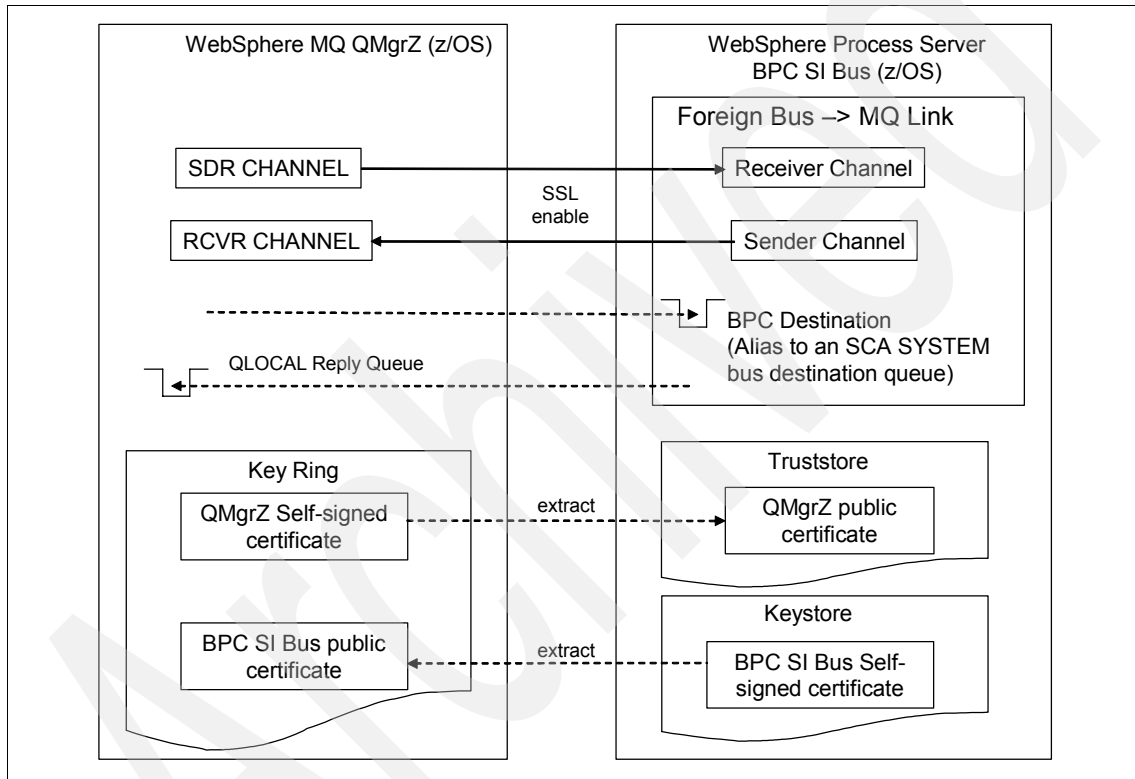 WebSphere MQ QMgrZ (z/OS)
WebSphere Process Server
BPC SI Bus (z/OS)
Foreign Bus –> MQ Link
SDR CHANNEL
Receiver Channel
SSL
enable
RCVR CHANNEL
Sender Channel
BPC Destination
(Alias to an SCA SYSTEM
bus destination queue)
QLOCAL Reply Queue
Key Ring
Truststore
QMgrZ Self-signed
certificate
extract
QMgrZ public
certificate
Keystore
BPC SI Bus public
certificate
extract
BPC SI Bus Self-
signed certificate
Archived